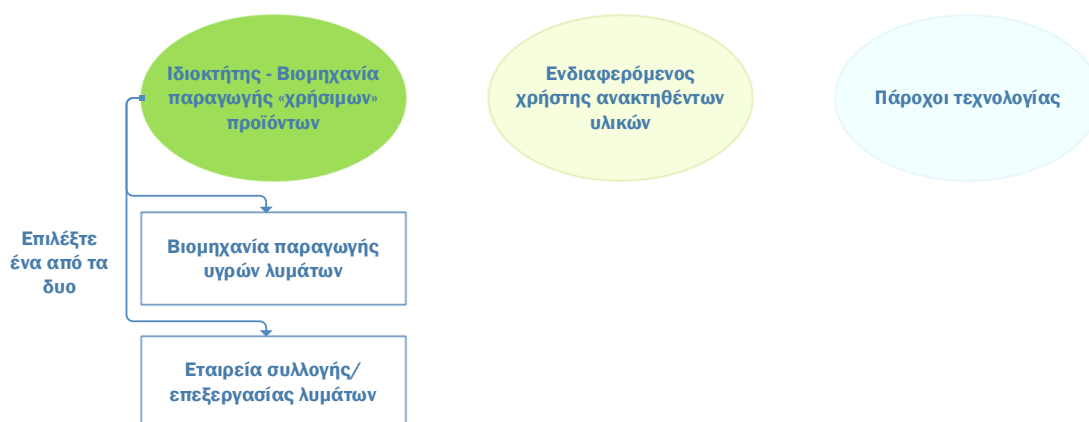 Ιδιοκτήτης - Βιομηχανία
παραγωγής «χρήσιμων»
προϊόντων
Ενδιαφερόμενος
χρήστης ανακτηθέντων
υλικών
Πάροχοι τεχνολογίας
Επιλέξτε
ένα από τα
δυο
Βιομηχανία παραγωγής
υγρών λυμάτων
Εταιρεία συλλογής/
επεξεργασίας λυμάτων